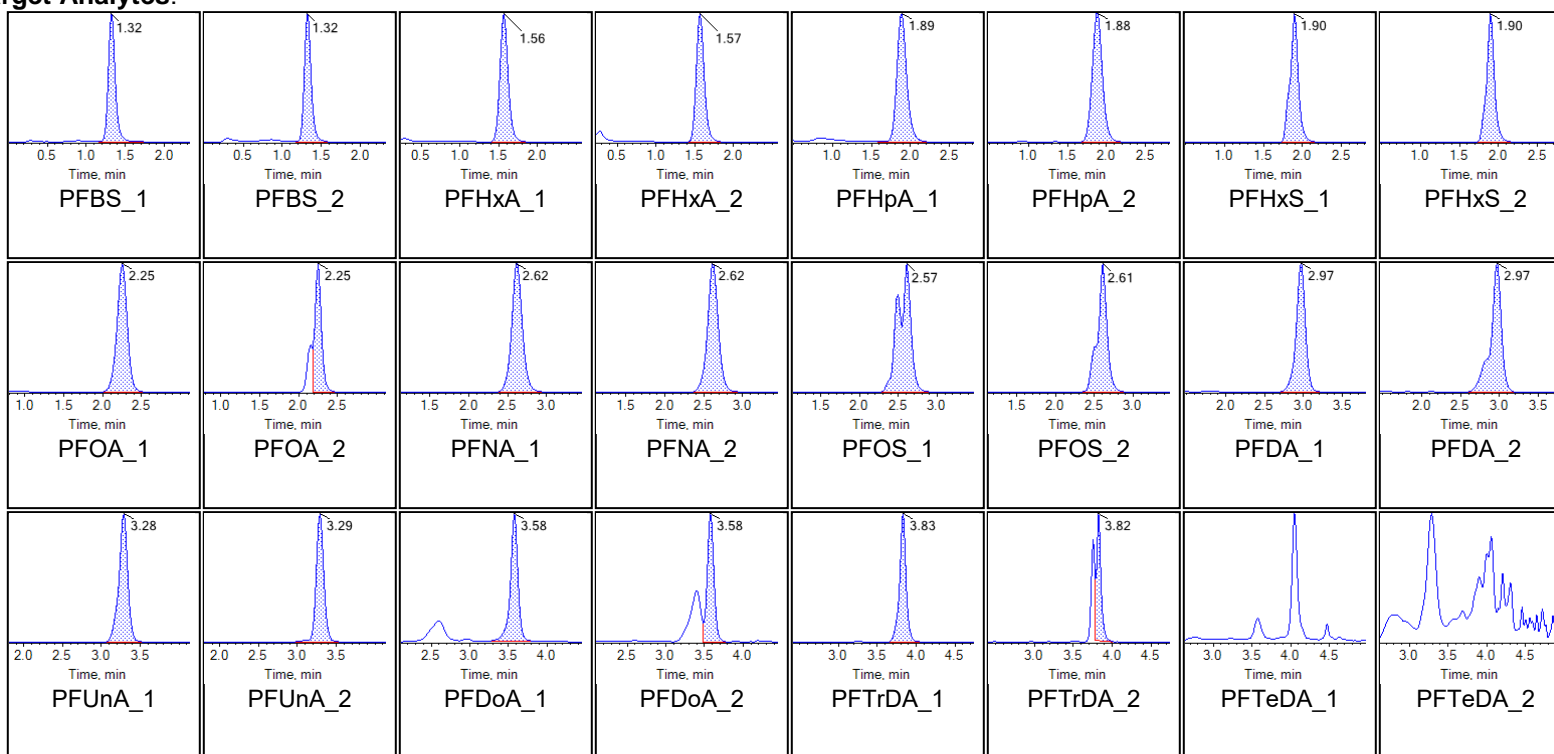 rget Analytes:
1.32 1.32 1.56 1.57 1.89 1.88 1.90 1.90
0.5 1.0 1.5 2.0 0.5 1.0 1.5 2.0 0.5 1.0 1.5 2.0 0.5 1.0 1.5 2.0 1.0 1.5 2.0 2.5 1.0 1.5 2.0 2.5 1.0 1.5 2.0 2.5 1.0 1.5 2.0 2.5
Time, min Time, min Time, min Time, min Time, min Time, min Time, min Time, min
PFBS_1 PFBS_2 PFHxA_1 PFHxA_2 PFHpA_1 PFHpA_2 PFHxS_1 PFHxS_2
2.25 2.25 2.62 2.62 2.57 2.61 2.97 2.97
1.0 1.5 2.0 2.5 1.0 1.5 2.0 2.5 1.5 2.0 2.5 3.0 1.5 2.0 2.5 3.0 1.5 2.0 2.5 3.0 1.5 2.0 2.5 3.0 2.0 2.5 3.0 3.5 2.0 2.5 3.0 3.5
Time, min Time, min Time, min Time, min Time, min Time, min Time, min Time, min
PFOA_1 PFOA_2 PFNA_1 PFNA_2 PFOS_1 PFOS_2 PFDA_1 PFDA_2
3.28 3.29 3.58 3.58 3.83 3.82
2.0 2.5 3.0 3.5 2.0 2.5 3.0 3.5 2.5 3.0 3.5 4.0 2.5 3.0 3.5 4.0 3.0 3.5 4.0 4.5 3.0 3.5 4.0 4.5 3.0 3.5 4.0 4.5 3.0 3.5 4.0 4.5
Time, min Time, min Time, min Time, min Time, min Time, min Time, min Time, min
PFUnA_1 PFUnA_2 PFDoA_1 PFDoA_2 PFTrDA_1 PFTrDA_2 PFTeDA_1 PFTeDA_2